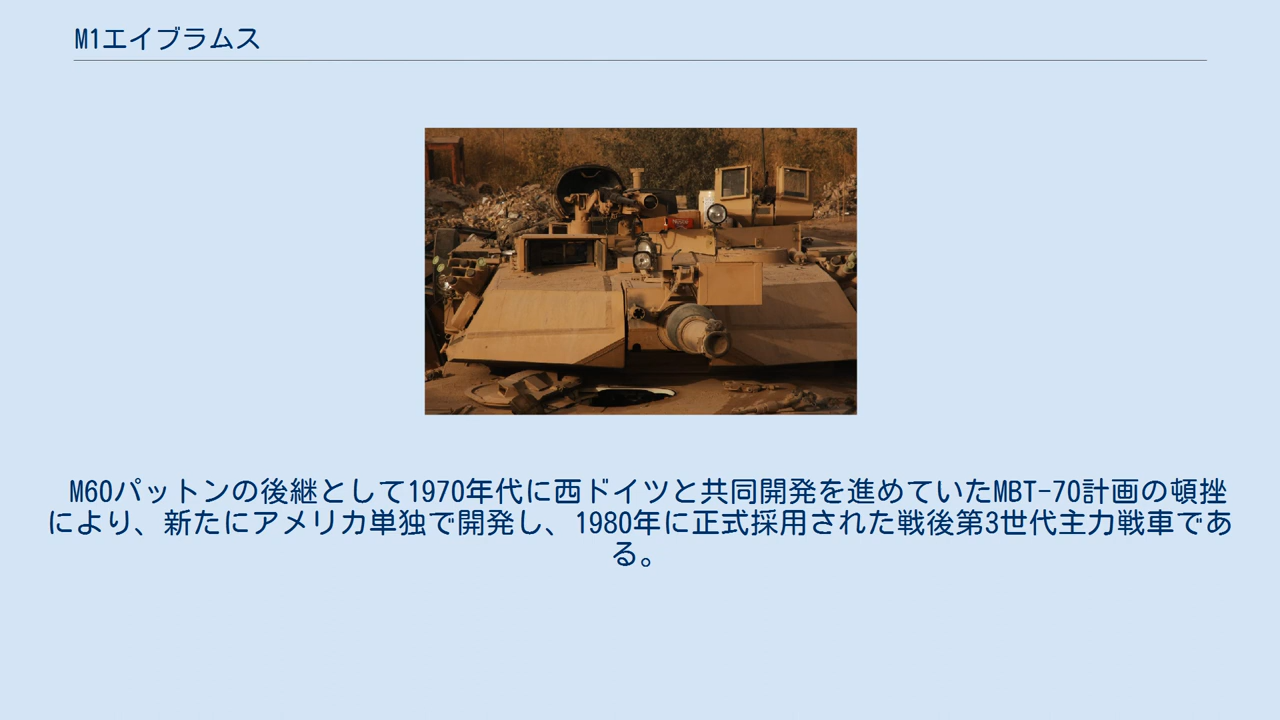 M1エイブラムス
M60パットンの後継として1970年代に西ドイツと共同開発を進めていたMBT-70計画の頓挫
により、新たにアメリカ単独で開発し、1980年に正式採用された戦後第3世代主力戦車であ
る。